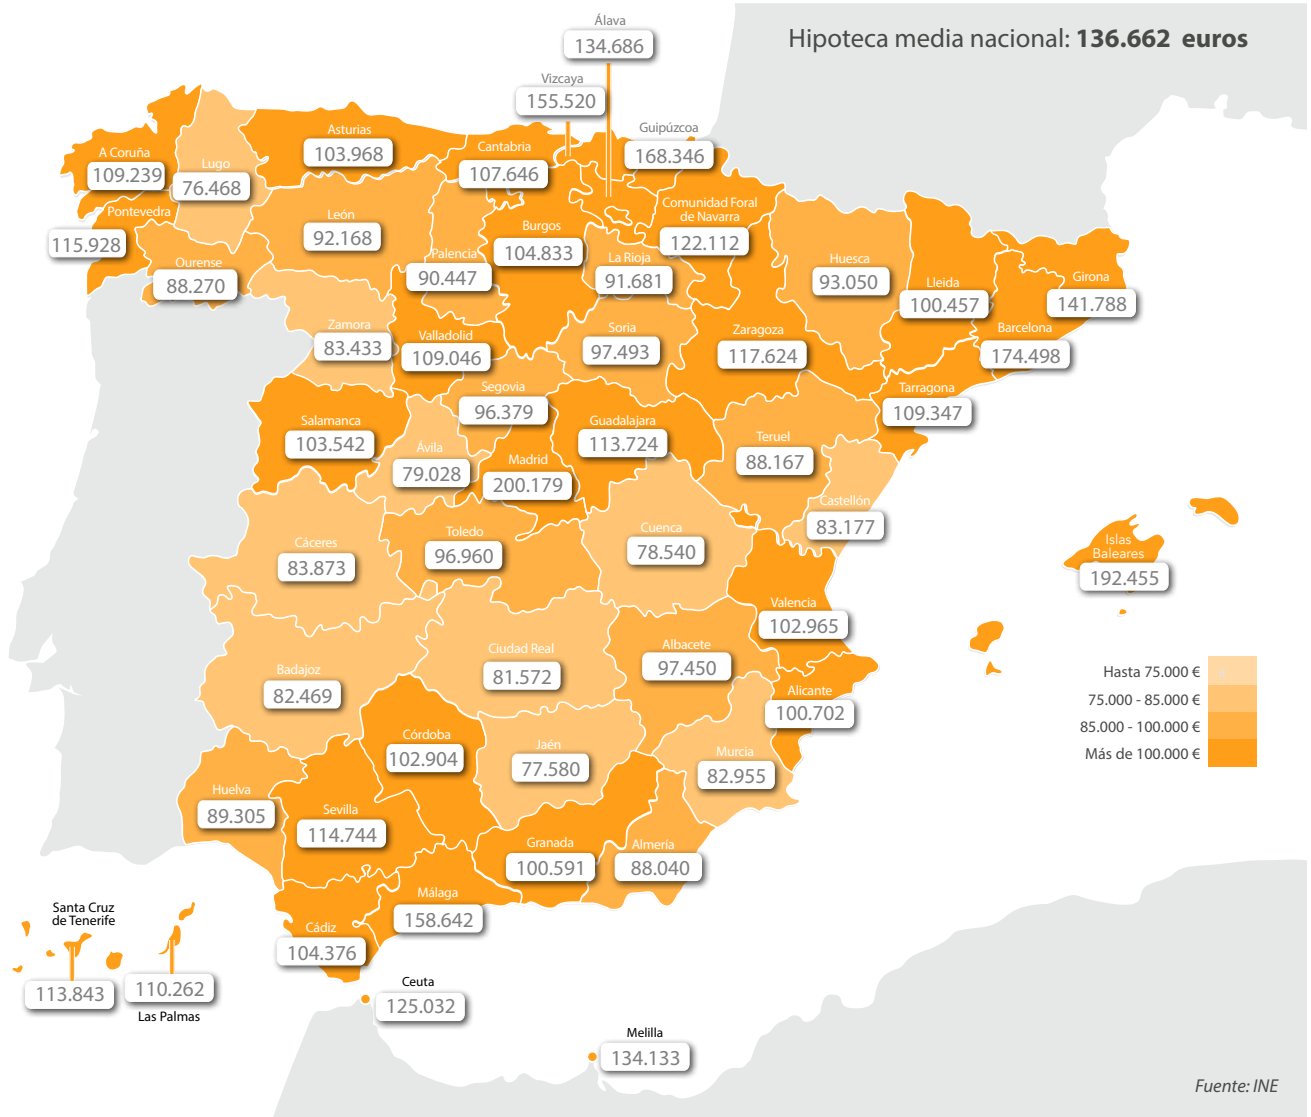 Hipoteca media nacional: 136.662 euros
Álava
134.686
Vizcaya
155.520
Guipúzcoa
168.346
Asturias
103.968
Cantabria
107.646
A Coruña
109.239
Lugo
76.468
Pontevedra
115.928
Ourense
88.270
León
92.168
Palencia
90.447
Burgos
104.833
La Rioja
91.681
Comunidad Foral
de Navarra
122.112
Huesca
93.050
Lleida
100.457
Girona
141.788
Barcelona
174.498
Zamora
83.433
Valladolid
109.046
Soria
97.493
Zaragoza
117.624
Tarragona
109.347
Segovia
96.379
Salamanca
103.542
Ávila
79.028
Madrid
200.179
Guadalajara
113.724
Teruel
88.167
Castellón
83.177
Cáceres
83.873
Toledo
96.960
Cuenca
78.540
Islas
Baleares
192.455
Valencia
102.965
Badajoz
82.469
Ciudad Real
81.572
Albacete
97.450
Alicante
100.702
Hasta 75.000 €
75.000 - 85.000 €
85.000 - 100.000 €
Más de 100.000 €
Córdoba
102.904
Jaén
77.580
Murcia
82.955
Huelva
89.305
Sevilla
114.744
Granada
100.591
Almería
88.040
Málaga
158.642
Cádiz
104.376
Santa Cruz
de Tenerife
113.843
110.262
Las Palmas
Ceuta
125.032
Melilla
134.133
Fuente: INE